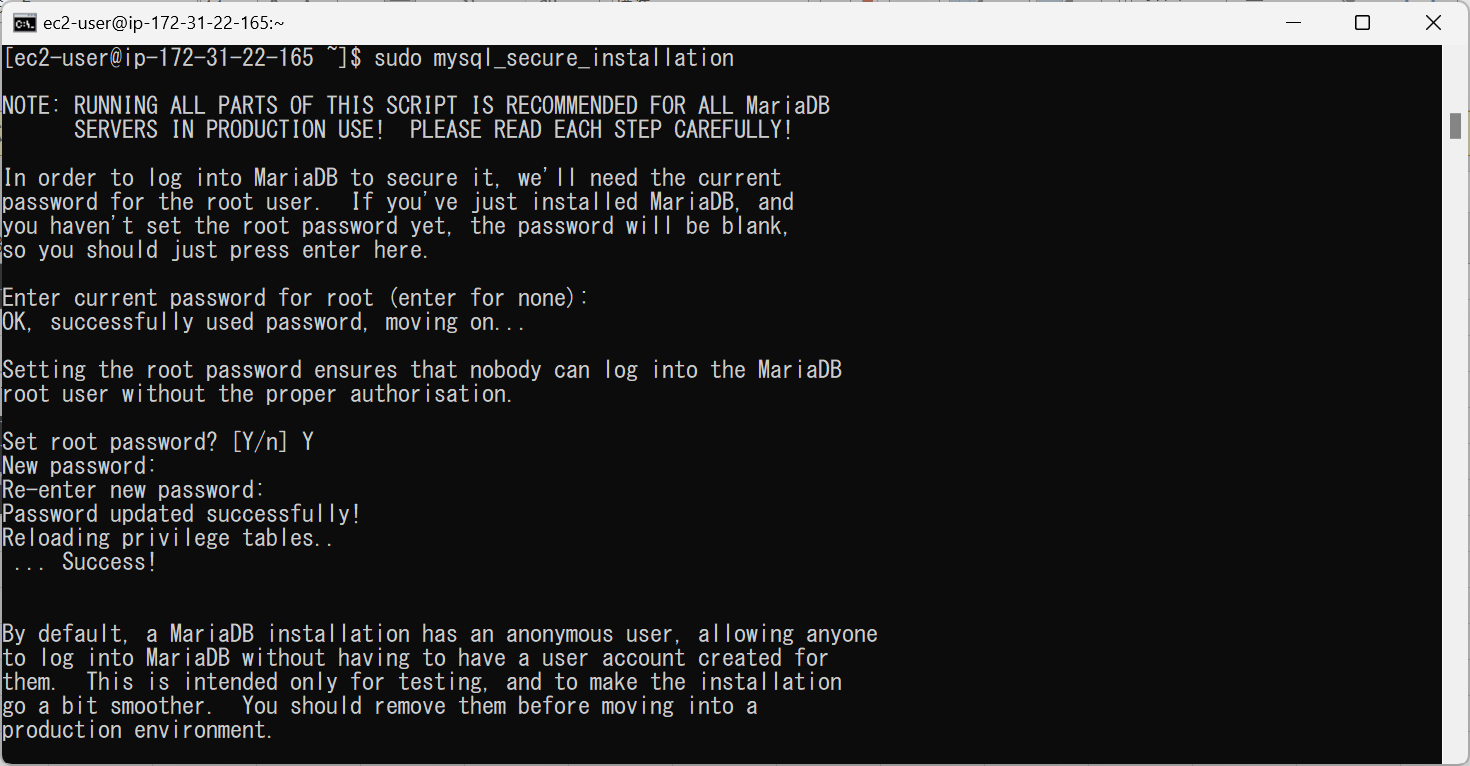 ec2-user@ip-172-31-22-165:~
[ec2-user@ip-172-31-22-165 ~]$ sudo mysql_secure_installation
NOTE: RUNNING ALL PARTS OF THIS SCRIPT IS RECOMMENDED FOR ALL MariaDB
SERVERS IN PRODUCTION USE!  PLEASE READ EACH STEP CAREFULLY!
In order to log into MariaDB to secure it, we'll need the current
password for the root user.  If you've just installed MariaDB, and
you haven't set the root password yet, the password will be blank,
so you should just press enter here.
Enter current password for root (enter for none):
OK, successfully used password, moving on...
Setting the root password ensures that nobody can log into the MariaDB
root user without the proper authorisation.
Set root password? [Y/n] Y
New password:
Re-enter new password:
Password updated successfully!
Reloading privilege tables..
... Success!
By default, a MariaDB installation has an anonymous user, allowing anyone
to log into MariaDB without having to have a user account created for
them.  This is intended only for testing, and to make the installation
go a bit smoother.  You should remove them before moving into a
production environment.